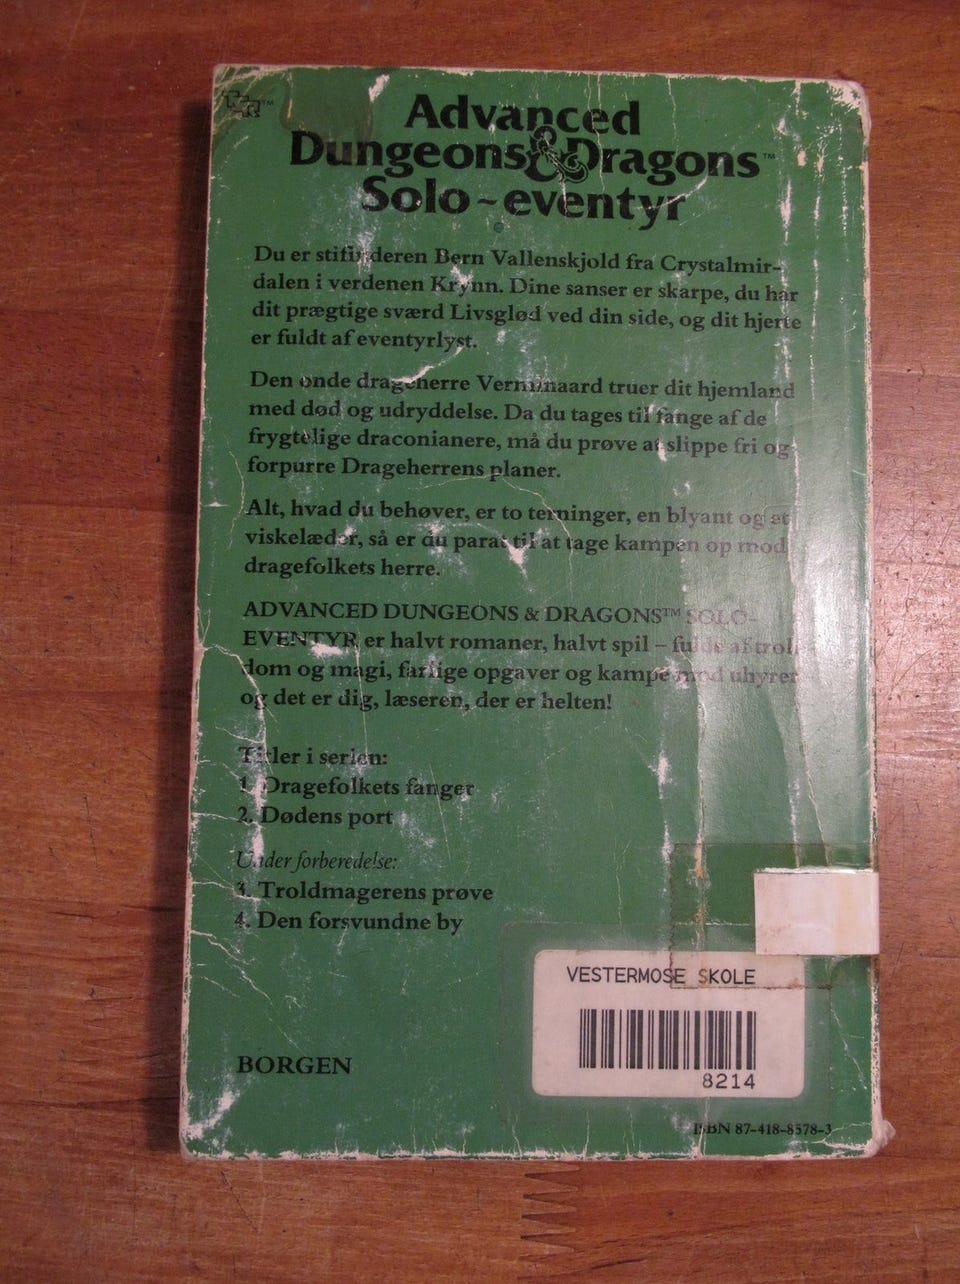 TSR™
Advanced
Dungeons & Dragons™
Solo-eventyr
Du er stifinderen Bern Vallenskjold fra Crystalmir-
dalen i verdenen Krynn. Dine sanser er skarpe, du har
dit prægtige sværd Livsglød ved din side, og dit hjerte
er fuldt af eventyrlyst.
Den onde drageherre Verminaard truer dit hjemland
med død og udryddelse. Da du tages til fange af de
frygtelige draconianere, må du prøve at slippe fri og
forpurre Drageherrens planer.
Alt, hvad du behøver, er to terninger, en blyant og et
viskelæder, så er du parat til at tage kampen op mod
dragefolkets herre.
ADVANCED DUNGEONS & DRAGONS™ SOLO-
EVENTYR er halvt romaner, halvt spil – fulde af trol
dom og magi, farlige opgaver og kampe mod uhyrer
og det er dig, læseren, der er helten!
Titler i serien:
1. Dragefolkets fanger
2. Dødens port
Under forberedelse:
3. Troldmagerens prøve
4. Den forsvundne by
VESTERMOSE SKOLE
8214
BORGEN
ISBN 87-418-8578-3